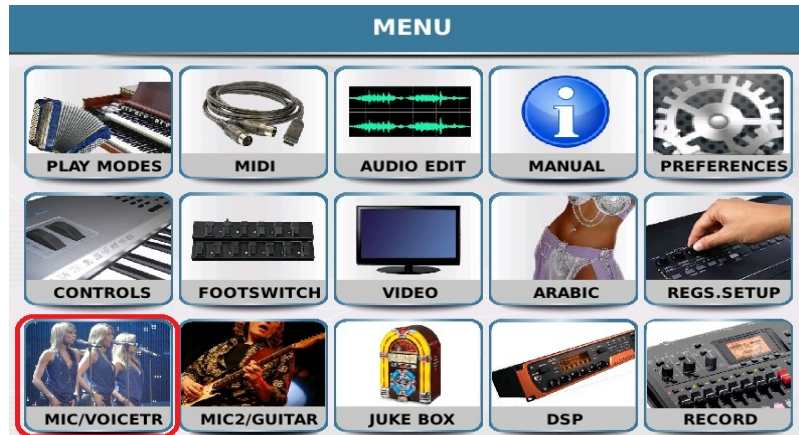 MENU
PLAY MODES
MIDI
AUDIO EDIT
MANUAL
PREFERENCES
CONTROLS
FOOTSWITCH
VIDEO
ARABIC
REGS.SETUP
MIC/VOICETR
MIC2/GUITAR
JUKE BOX
DSP
RECORD